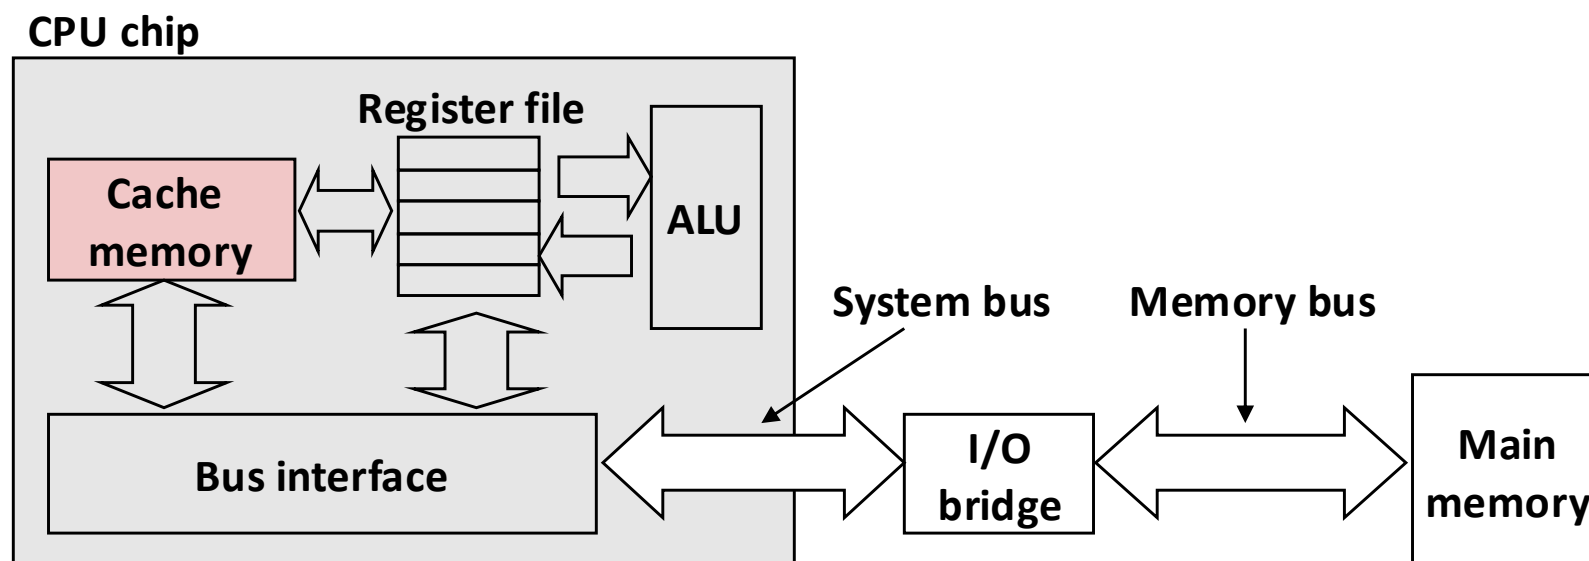 CPU chip
Register file
Cache
memory
ALU
System bus
Memory bus
Bus interface
I/O
bridge
Main
memory